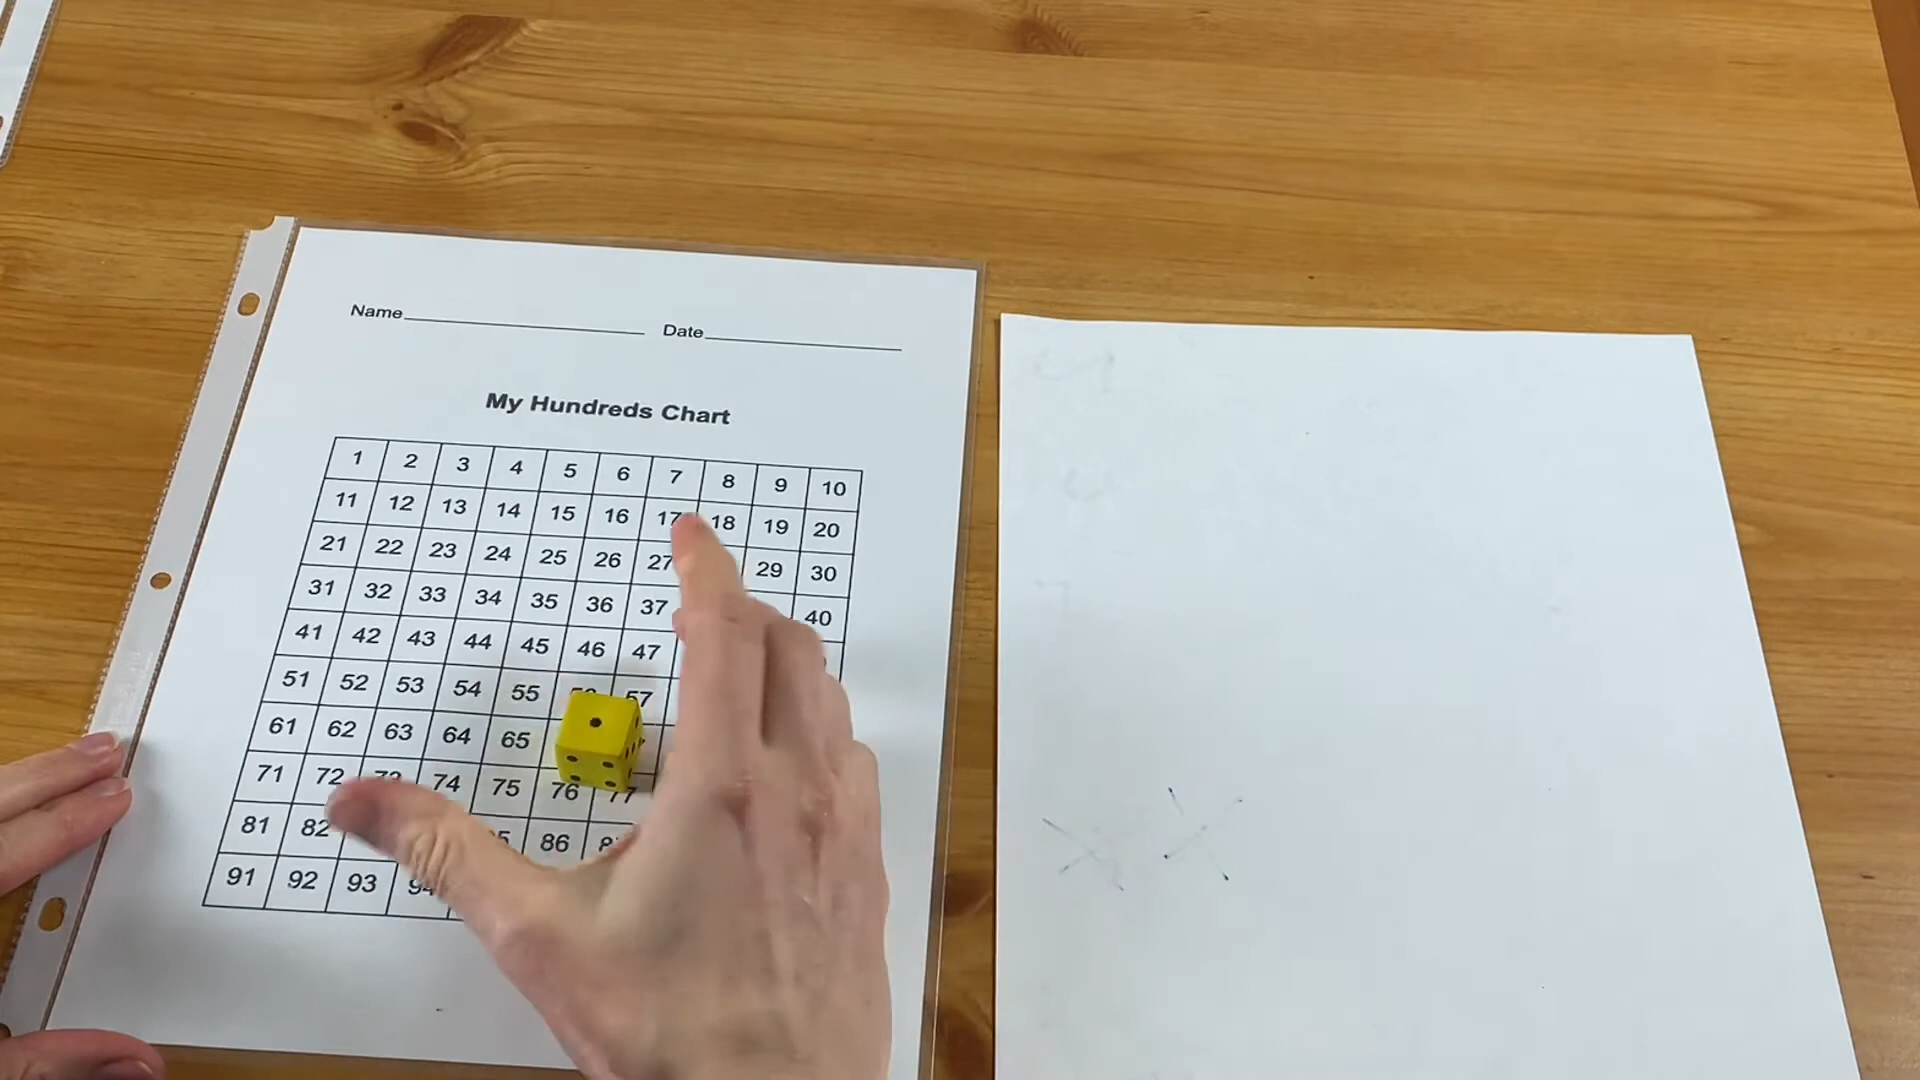 Name Date
My Hundreds Chart
1 2 3 4 5 6 7 8 9 10
11 12 13 14 15 16 17 18 19 20
21 22 23 24 25 26 27 29 30
31 32 33 34 35 36 37 40
41 42 43 44 45 46 47
51 52 53 54 55 57
61 62 63 64 65
71 72 73 74 75 76 77
81 82 86
91 92 93 94